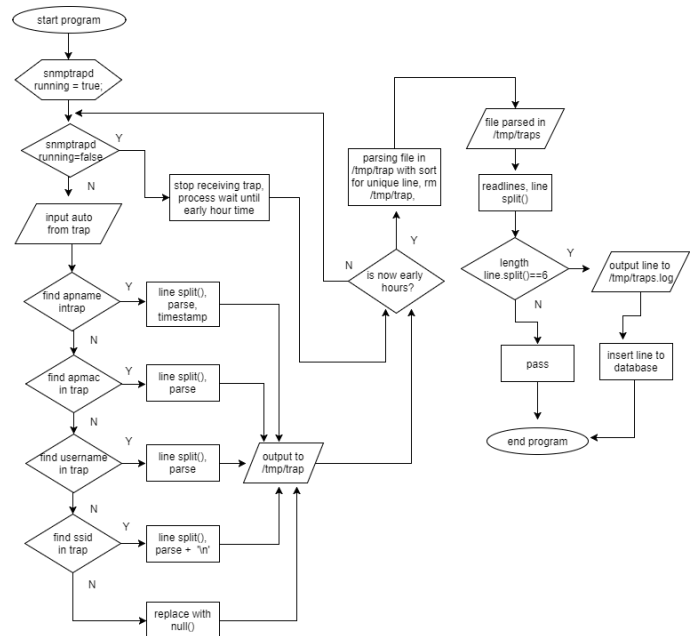 start program
snmptrapd
running = true;
snmptrapd
running=false
Y
N
stop receiving trap,
process wait until
early hour time
input auto
from trap
find apname
intrap
Y
line split(),
parse,
timestamp
N
find apmac
in trap
Y
line split(),
parse
N
find username
in trap
Y
line split(),
parse
N
find ssid
in trap
Y
line split(),
parse + '\n'
N
replace with
null()
output to
/tmp/trap
is now early
hours?
N
Y
parsing file in
/tmp/trap with sort
for unique line, rm
/tmp/trap,
file parsed in
/tmp/traps
readlines, line
split()
length
line.split()==6
Y
N
output line to
/tmp/traps.log
pass
insert line to
database
end program